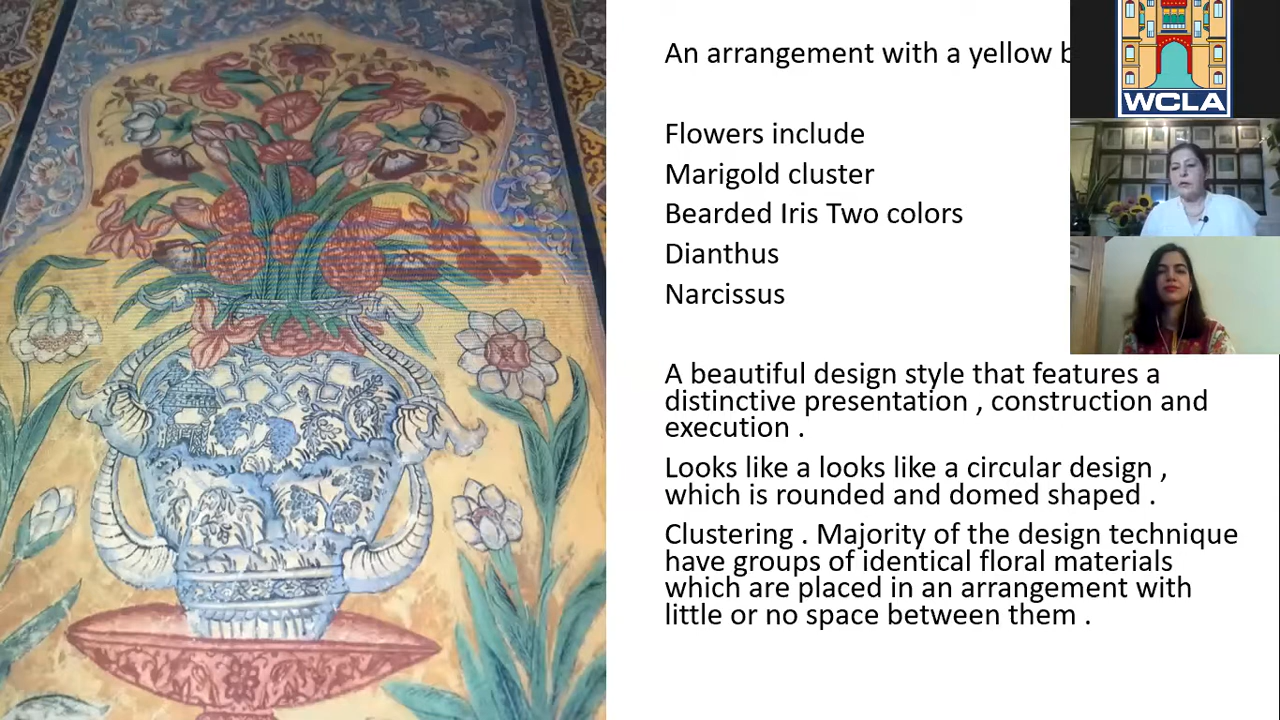 An arrangement with a yellow
WCLA
Flowers include
Marigold cluster
Bearded Iris Two colors
Dianthus
Narcissus
A beautiful design style that features a
distinctive presentation , construction and
execution .
Looks like a looks like a circular design ,
which is rounded and domed shaped .
Clustering . Majority of the design technique
have groups of identical floral materials
which are placed in an arrangement with
little or no space between them .